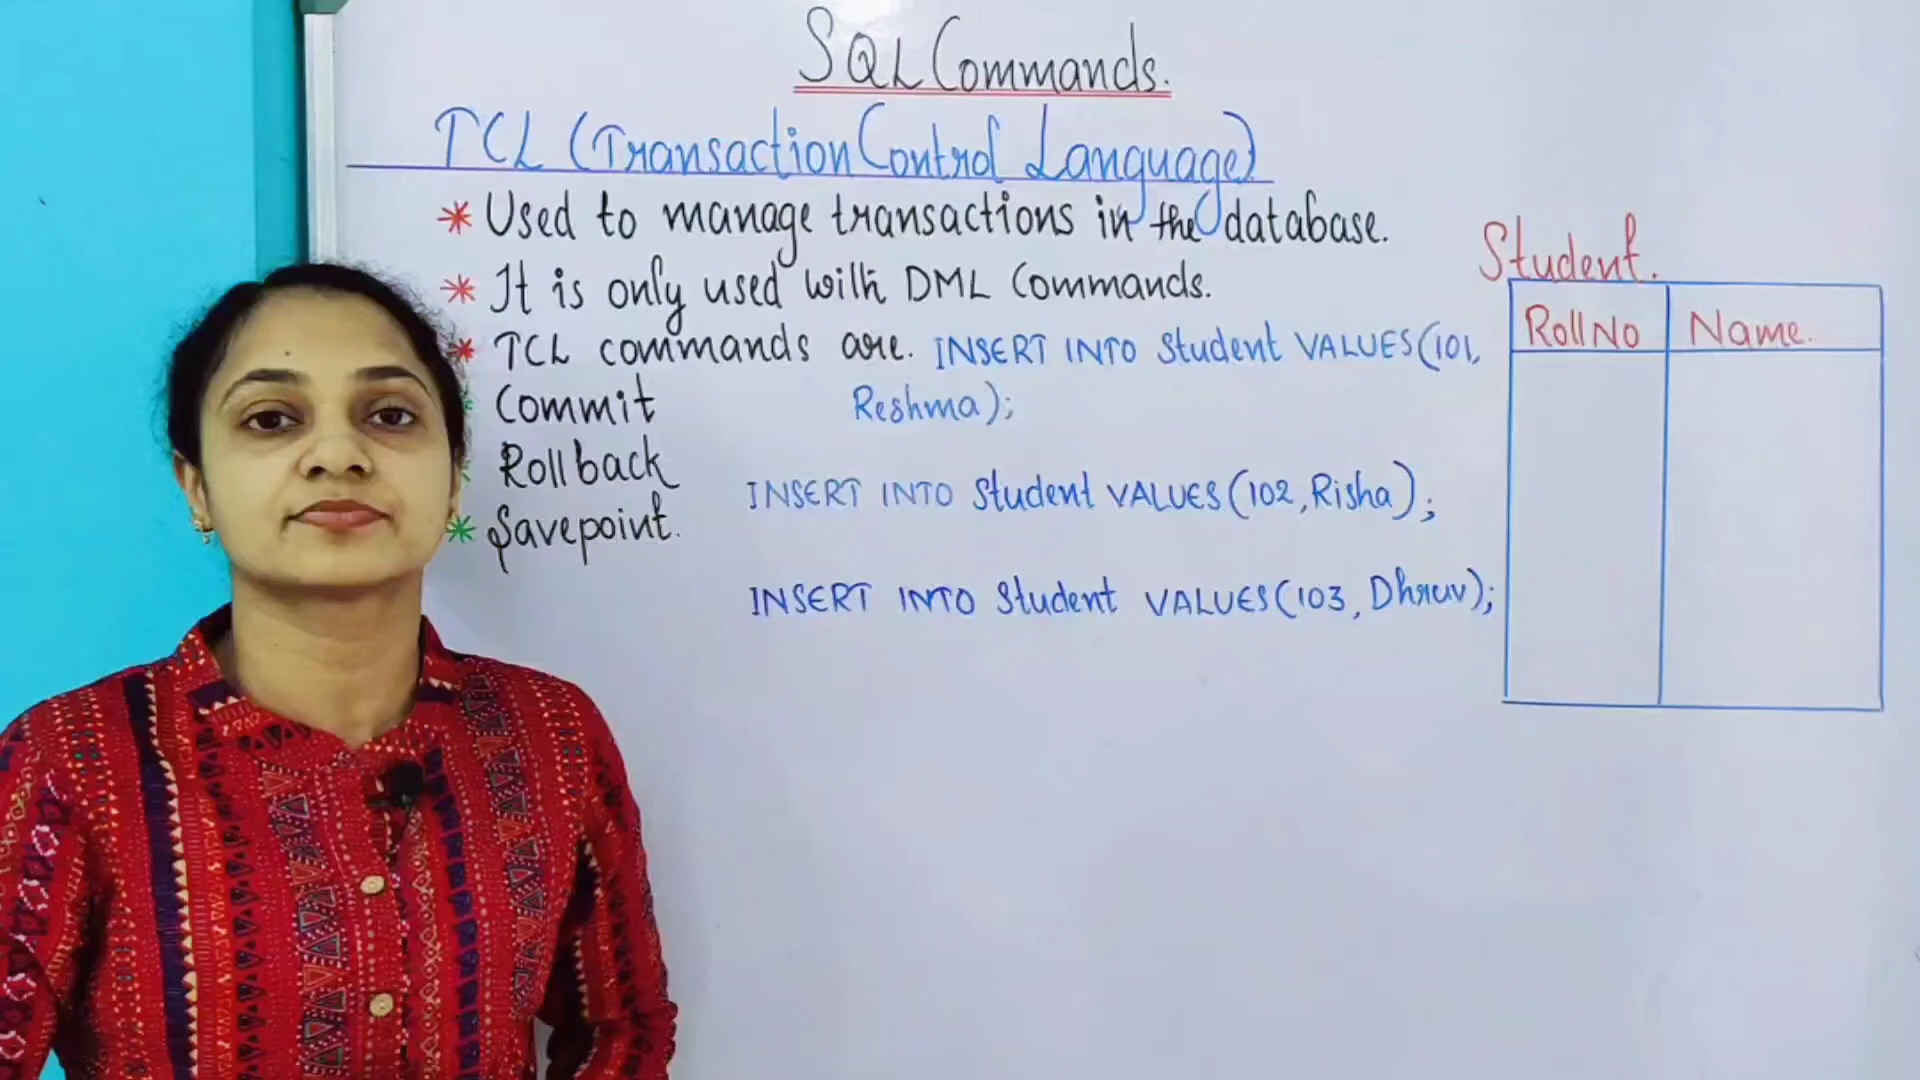 SQL Commands.
TCL (Transaction Control Language)
* Used to manage transactions in the database.
* It is only used with DML Commands.
* TCL commands are.
* Commit
* Rollback
* Savepoint.
INSERT INTO Student VALUES(101,
Reshma);
INSERT INTO Student VALUES(102, Risha);
INSERT INTO Student VALUES(103, Dhruv);
Student.
RollNo Name.